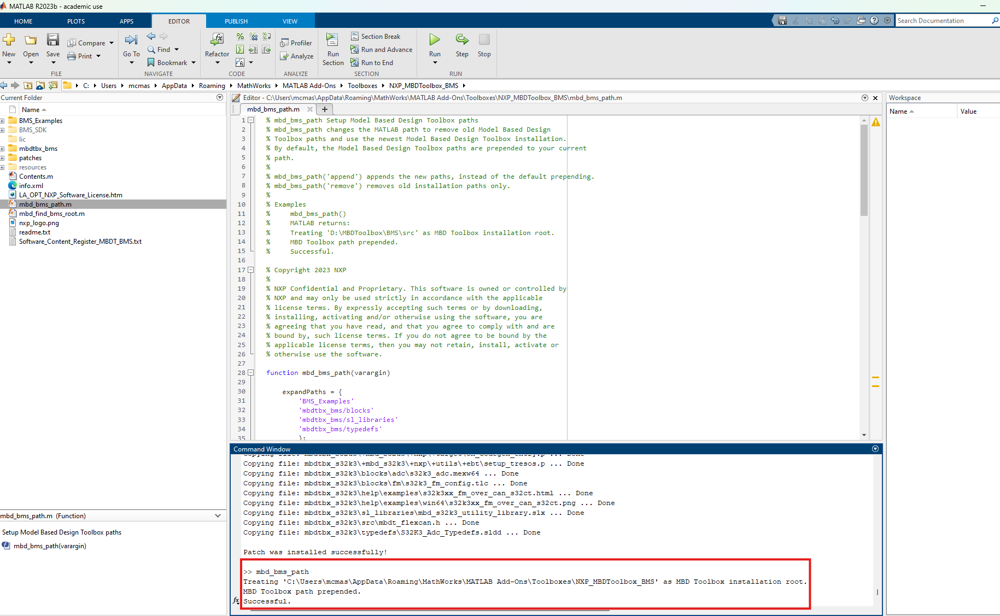 MATLAB R2023b - academic use
HOME PLOTS APPS EDITOR PUBLISH VIEW
Search Documentation
New Open Save Compare Print
FILE
Go To Find Bookmark
NAVIGATE
Refactor
CODE
Profiler Analyze
ANALYZE
Run Section
Section Break
Run and Advance
Run to End
SECTION
Run Step Stop
RUN
C: Users mcmas AppData Roaming MathWorks MATLAB Add-Ons Toolboxes NXP_MBDToolbox_BMS
Current Folder
Name
BMS_Examples
BMS_SDK
lic
mbdtbx_bms
patches
resources
Contents.m
info.xml
LA_OPT_NXP_Software_License.htm
mbd_bms_path.m
mbd_find_bms_root.m
nxp_logo.png
readme.txt
Software_Content_Register_MBDT_BMS.txt
mbd_bms_path.m (Function)
Setup Model Based Design Toolbox paths
mbd_bms_path(varargin)
Editor - C:\Users\mcmas\AppData\Roaming\MathWorks\MATLAB Add-Ons\Toolboxes\NXP_MBDToolbox_BMS\mbd_bms_path.m
mbd_bms_path.m
1 % mbd_bms_path Setup Model Based Design Toolbox paths
2 % mbd_bms_path changes the MATLAB path to remove old Model Based Design
3 % Toolbox paths and use the newest Model Based Design Toolbox installation.
4 % By default, the Model Based Design Toolbox paths are prepended to your current
5 % path.
6 %
7 % mbd_bms_path('append') appends the new paths, instead of the default prepending.
8 % mbd_bms_path('remove') removes old installation paths only.
9 %
10 % Examples
11 % mbd_bms_path()
12 % MATLAB returns:
13 % Treating 'D:\MBDToolbox\BMS\src' as MBD Toolbox installation root.
14 % MBD Toolbox path prepended.
15 % Successful.
16
17 % Copyright 2023 NXP
18 %
19 % NXP Confidential and Proprietary. This software is owned or controlled by
20 % NXP and may only be used strictly in accordance with the applicable
21 % license terms. By expressly accepting such terms or by downloading,
22 % installing, activating and/or otherwise using the software, you are
23 % agreeing that you have read, and that you agree to comply with and are
24 % bound by, such license terms. If you do not agree to be bound by the
25 % applicable license terms, then you may not retain, install, activate or
26 % otherwise use the software.
27
28 function mbd_bms_path(varargin)
29
30 expandPaths = {
31 'BMS_Examples'
32 'mbdtbx_bms/blocks'
33 'mbdtbx_bms/sl_libraries'
34 'mbdtbx_bms/typedefs'
35 };
Workspace
Name Value
Command Window
Copying file: mbdtbx_s32k3\+mbd_s32k3\+nxp\+utils\+ebt\setup_tresos.p ... Done
Copying file: mbdtbx_s32k3\blocks\adc\s32k3_adc.mexw64 ... Done
Copying file: mbdtbx_s32k3\blocks\fm\s32k3_fm_config.tlc ... Done
Copying file: mbdtbx_s32k3\help\examples\s32k3xx_fm_over_can_s32ct.html ... Done
Copying file: mbdtbx_s32k3\help\examples\win64\s32k3xx_fm_over_can_s32ct.png ... Done
Copying file: mbdtbx_s32k3\sl_libraries\mbd_s32k3_utility_library.slx ... Done
Copying file: mbdtbx_s32k3\src\mbdt_flexcan.h ... Done
Copying file: mbdtbx_s32k3\typedefs\S32K3_Adc_Typedefs.sldd ... Done
Patch was installed successfully!
>> mbd_bms_path
Treating 'C:\Users\mcmas\AppData\Roaming\MathWorks\MATLAB Add-Ons\Toolboxes\NXP_MBDToolbox_BMS' as MBD Toolbox installation root.
MBD Toolbox path prepended.
Successful.
fx